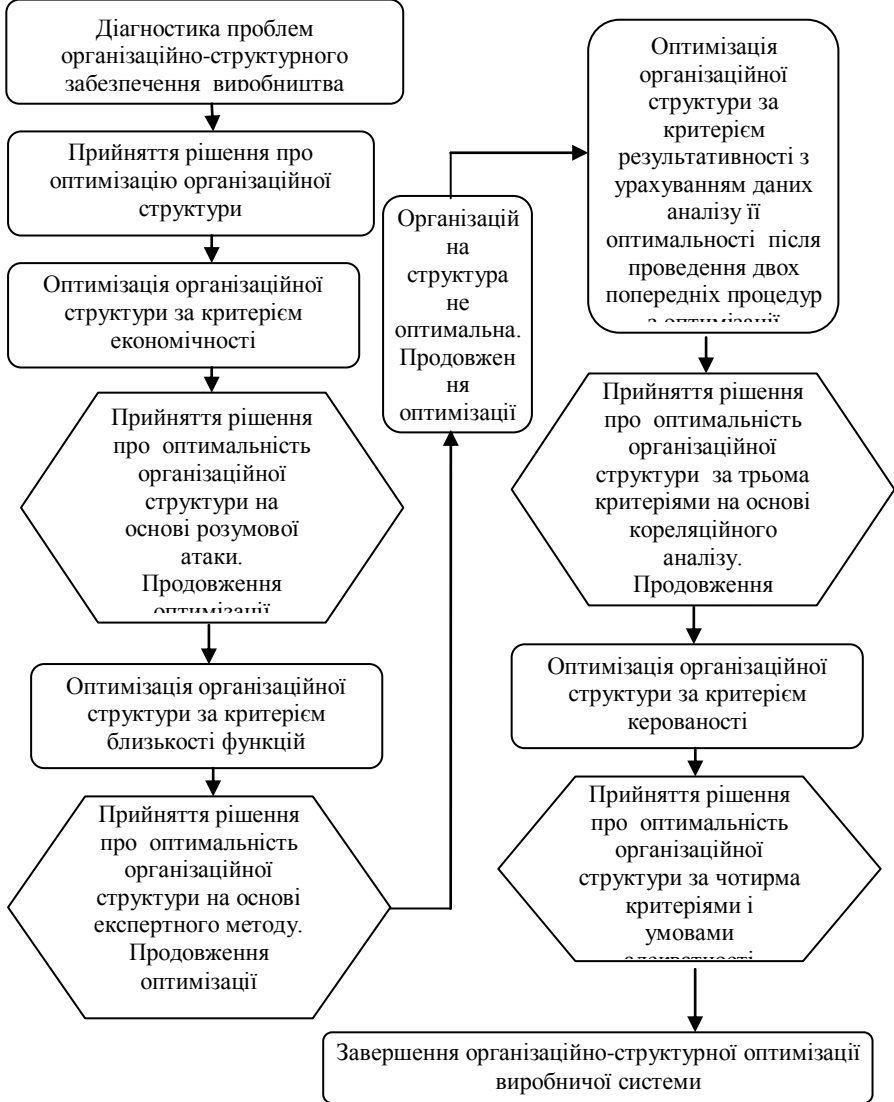 Діагностика проблем
організаційно-структурного
забезпечення виробництва
Прийняття рішення про
оптимізацію організаційної
структури
Оптимізація організаційної
структури за критерієм
економічності
Прийняття рішення
про оптимальність
організаційної
структури на
основі розумової
атаки.
Продовження
оптимізації
Оптимізація організаційної
структури за критерієм
близькості функцій
Прийняття рішення
про оптимальність
організаційної
структури на основі
експертного методу.
Продовження
оптимізації
Організацій
на
структура
не
оптимальна.
Продовжен
ня
оптимізації
Оптимізація
організаційної
структури за
критерієм
результативності з
урахуванням даних
аналізу її
оптимальності після
проведення двох
попередніх процедур
з оптимізації
Прийняття рішення
про оптимальність
організаційної
структури за трьома
критеріями на основі
кореляційного
аналізу.
Продовження
Оптимізація організаційної
структури за критерієм
керованості
Прийняття рішення
про оптимальність
організаційної
структури за чотирма
критеріями і
умовами
адекватності
Завершення організаційно-структурної оптимізації
виробничої системи